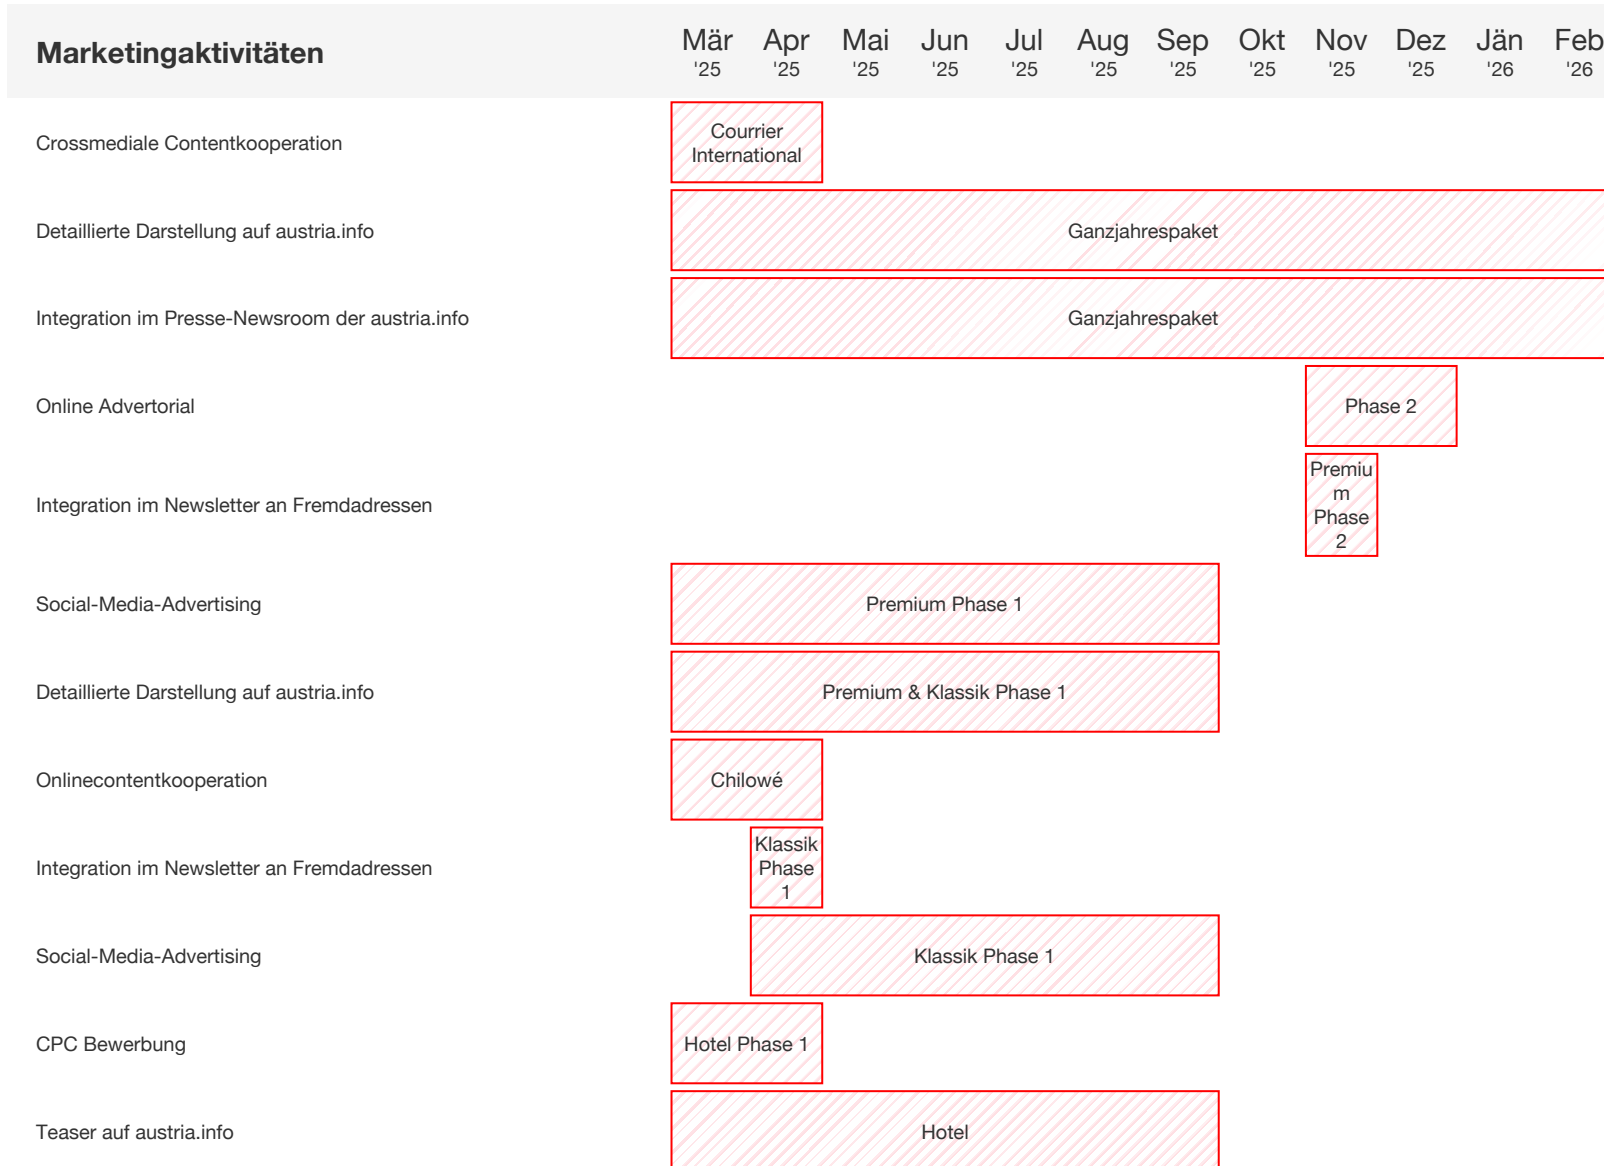 Marketingaktivitäten
Mär Apr Mai Jun Jul Aug Sep Okt Nov Dez Jän Feb
'25 '25 '25 '25 '25 '25 '25 '25 '25 '25 '26 '26
Crossmediale Contentkooperation
Courrier
International
Detaillierte Darstellung auf austria.info
Ganzjahrespaket
Integration im Presse-Newsroom der austria.info
Ganzjahrespaket
Online Advertorial
Phase 2
Integration im Newsletter an Fremdadressen
Premiu
m
Phase
2
Social-Media-Advertising
Premium Phase 1
Detaillierte Darstellung auf austria.info
Premium & Klassik Phase 1
Onlinecontentkooperation
Chilowé
Integration im Newsletter an Fremdadressen
Klassik
Phase
1
Social-Media-Advertising
Klassik Phase 1
CPC Bewerbung
Hotel Phase 1
Teaser auf austria.info
Hotel